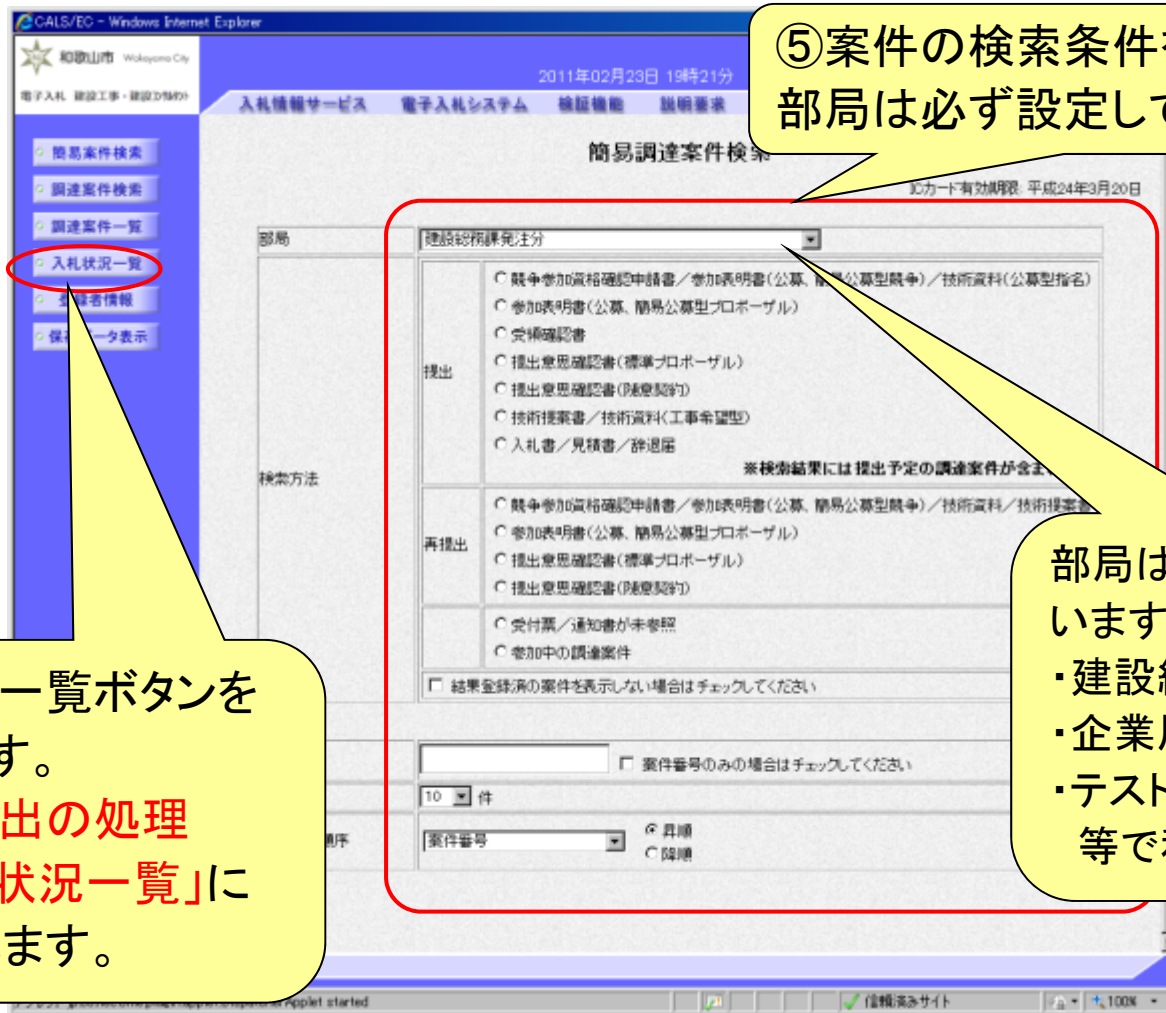 CALS/EC - Windows Internet Explorer
和歌山市 Wakayama City
2011年02月23日 19時21分
入札情報サービス 電子入札システム 検証機能 説明要求
⑤案件の検索条件
部局は必ず設定して
簡易案件検索
調達案件検索
調達案件一覧
入札状況一覧
登録者情報
保存データ表示
簡易調達案件検索
ICカード有効期限 平成24年3月20日
部局
建設総務課発注分
検索方法
提出
競争参加資格確認申請書/参加表明書(公募、簡易公募型競争)/技術資料(公募型指名)
参加表明書(公募、簡易公募型プロポーザル)
受領確認書
提出意思確認書(標準プロポーザル)
提出意思確認書(随意契約)
技術提案書/技術資料(工事希望型)
入札書/見積書/辞退届
※検索結果には提出予定の調達案件が含ま
再提出
競争参加資格確認申請書/参加表明書(公募、簡易公募型競争)/技術資料/技術提案書
参加表明書(公募、簡易公募型プロポーザル)
提出意思確認書(標準プロポーザル)
提出意思確認書(随意契約)
受付票/通知書が未参照
参加中の調達案件
結果登録済の案件を表示しない場合はチェックしてください
案件番号のみの場合はチェックしてください
10 件
順序
案件番号
昇順
降順
部局は
います
・建設
・企業
・テスト
等で
一覧ボタンを
す。
出の処理
状況一覧」に
ます。
Applet started
信頼済みサイト
100%